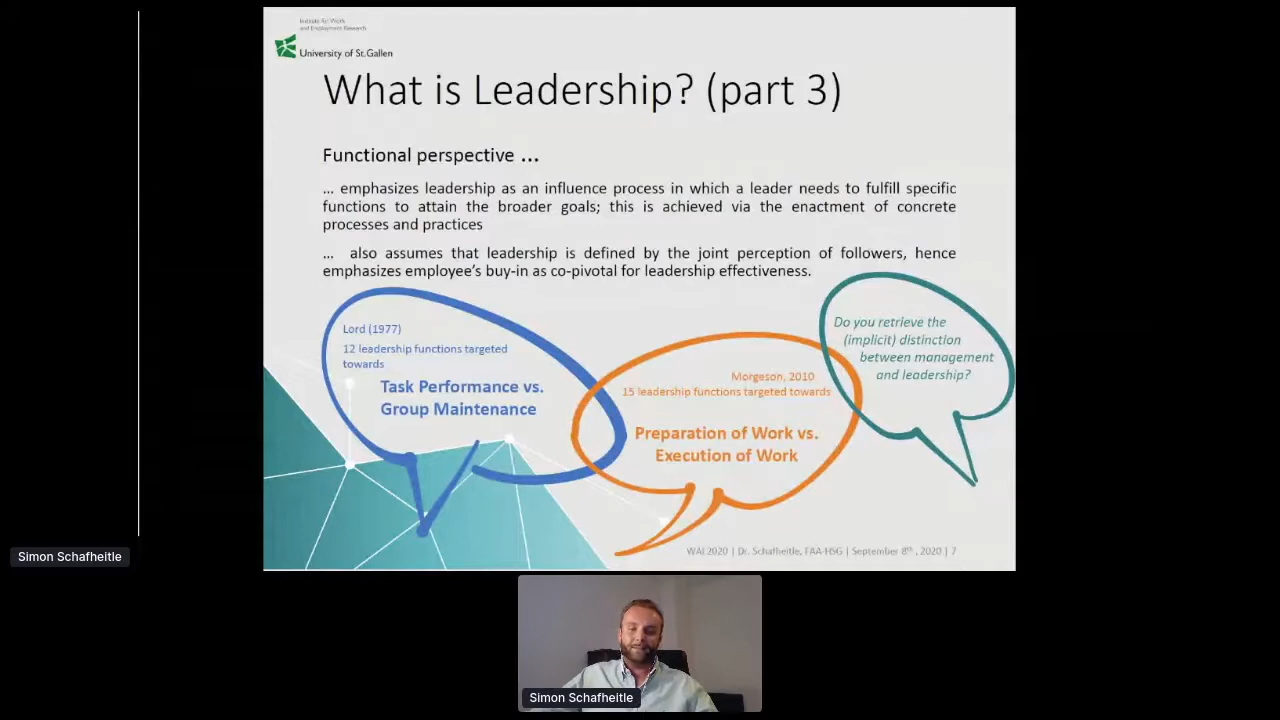 Institute for Work
and Employment Research
University of St.Gallen
What is Leadership? (part 3)
Functional perspective ...
... emphasizes leadership as an influence process in which a leader needs to fulfill specific
functions to attain the broader goals; this is achieved via the enactment of concrete
processes and practices
... also assumes that leadership is defined by the joint perception of followers, hence
emphasizes employee's buy-in as co-pivotal for leadership effectiveness.
Lord (1977)
12 leadership functions targeted
towards
Task Performance vs.
Group Maintenance
Morgeson, 2010
15 leadership functions targeted towards
Preparation of Work vs.
Execution of Work
Do you retrieve the
(implicit) distinction
between management
and leadership?
WAI 2020 | Dr. Schafheitle, FAA-HSG | September 8th, 2020 | 7
Simon Schafheitle
Simon Schafheitle